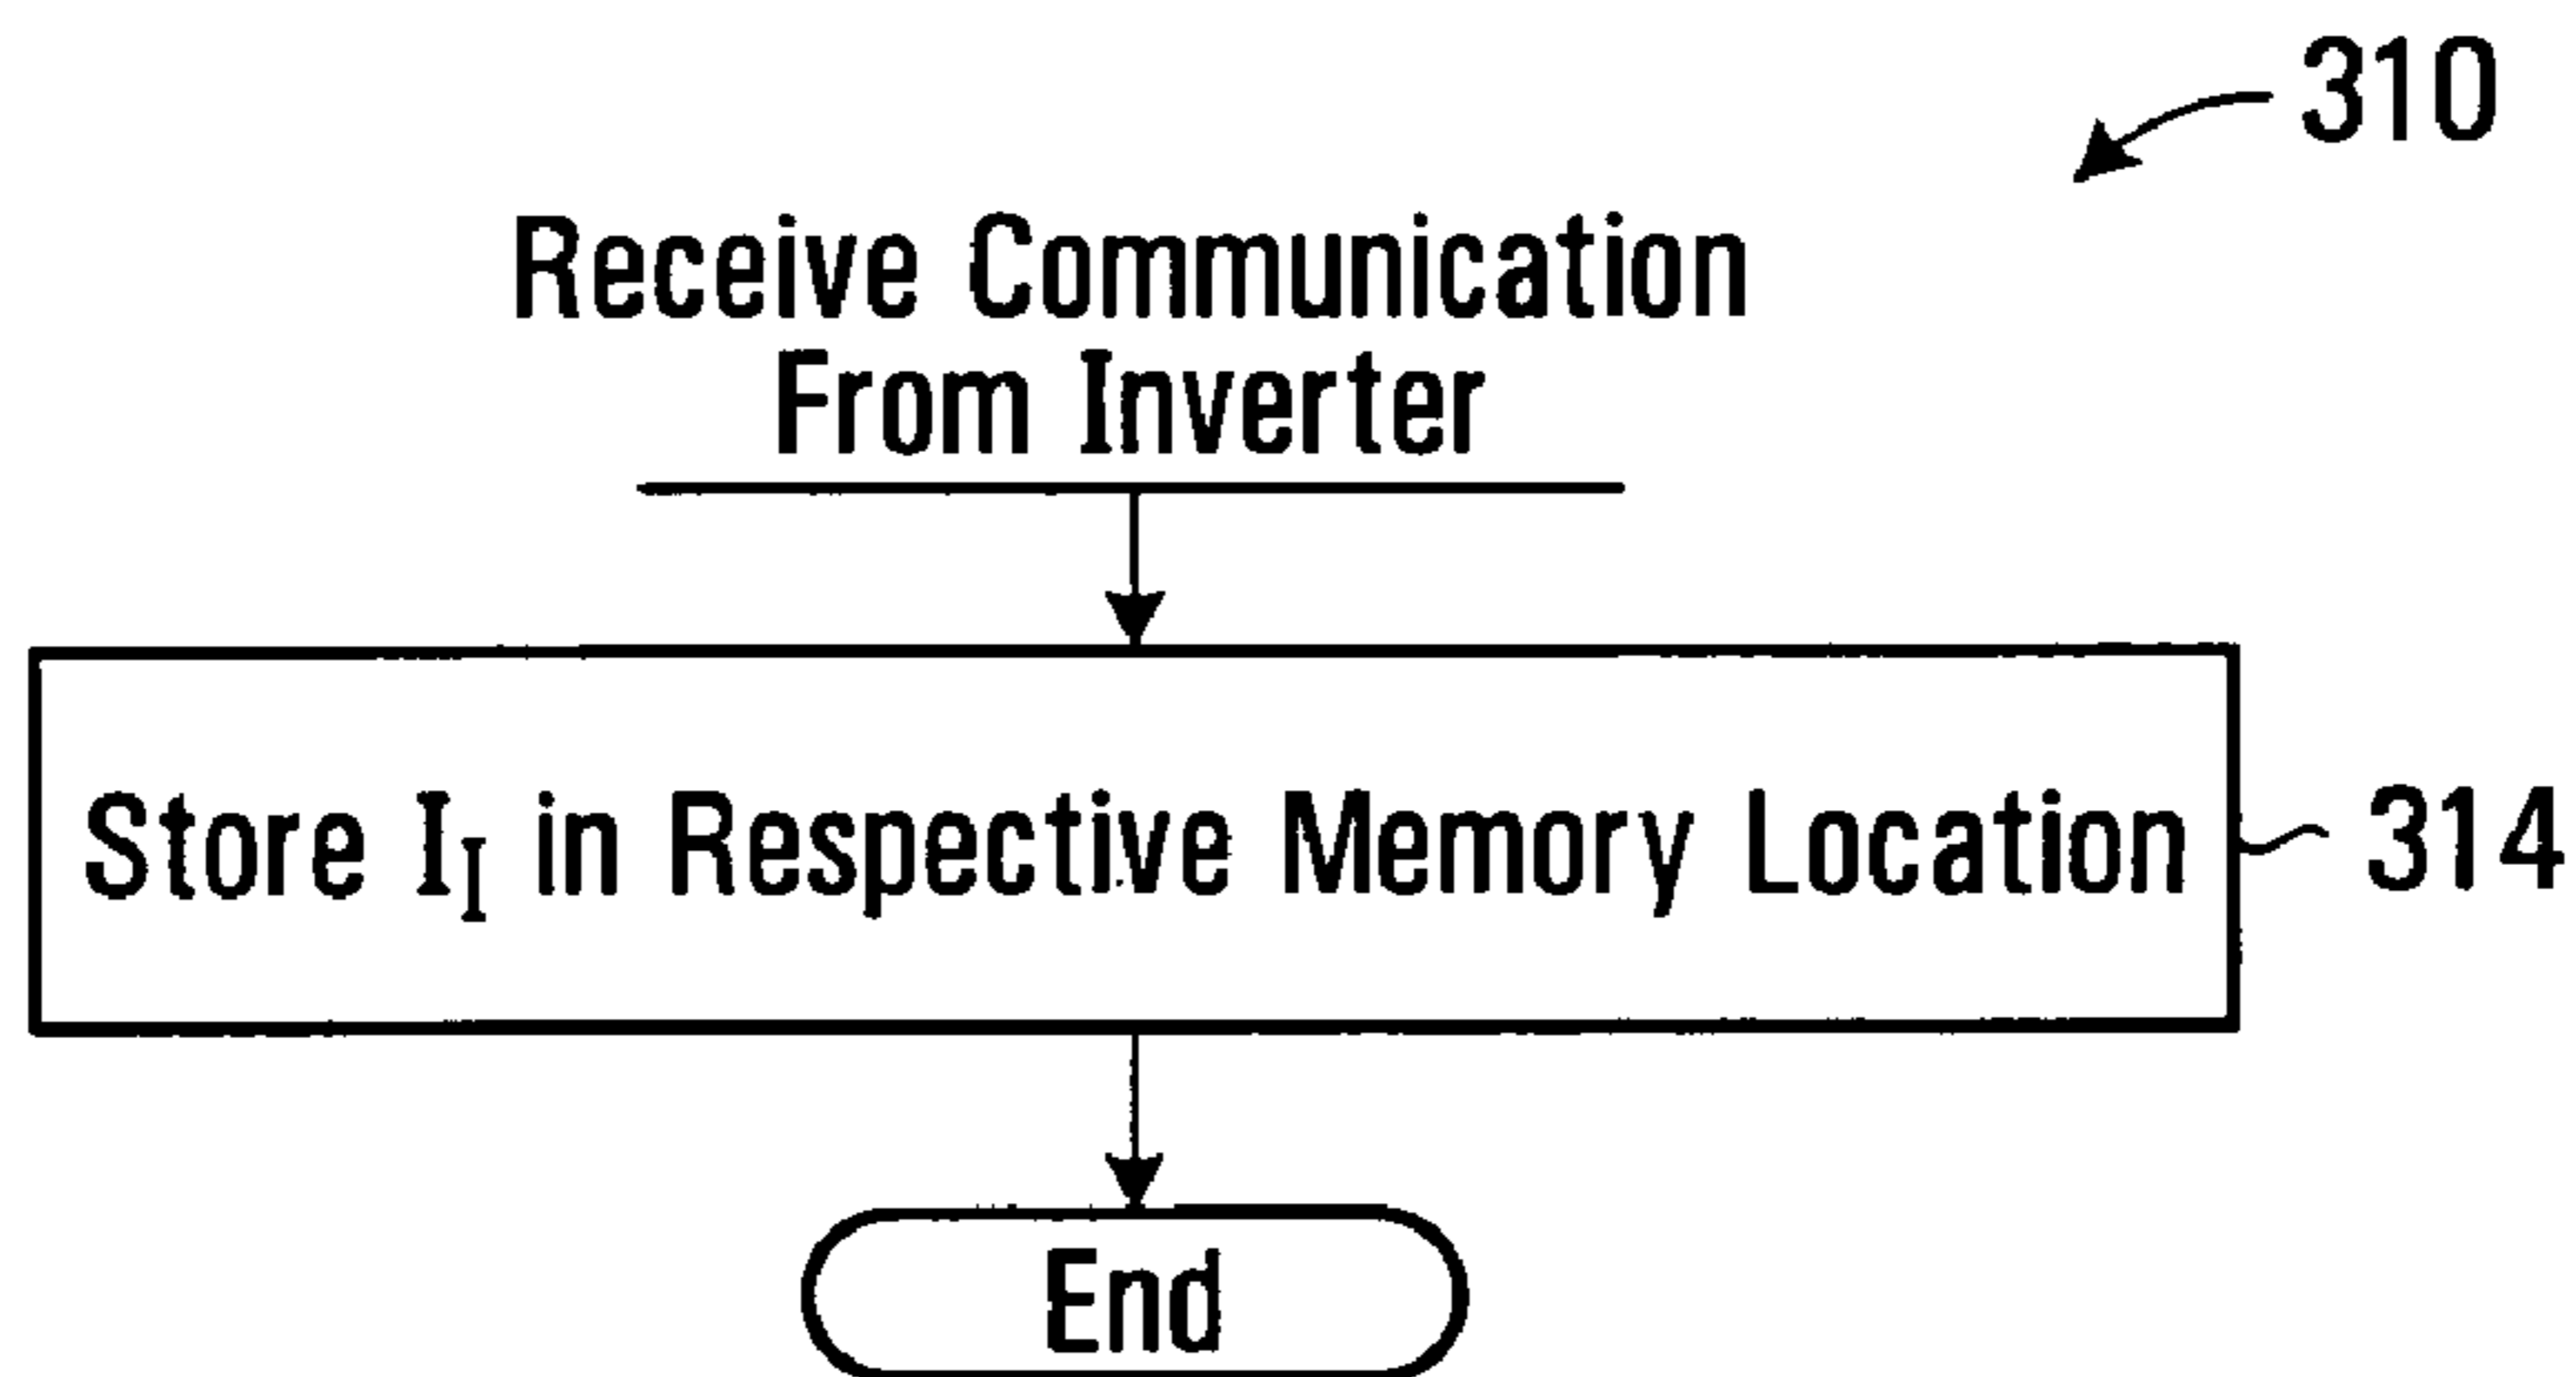 310
Receive Communication
From Inverter
Store I_I in Respective Memory Location
314
End